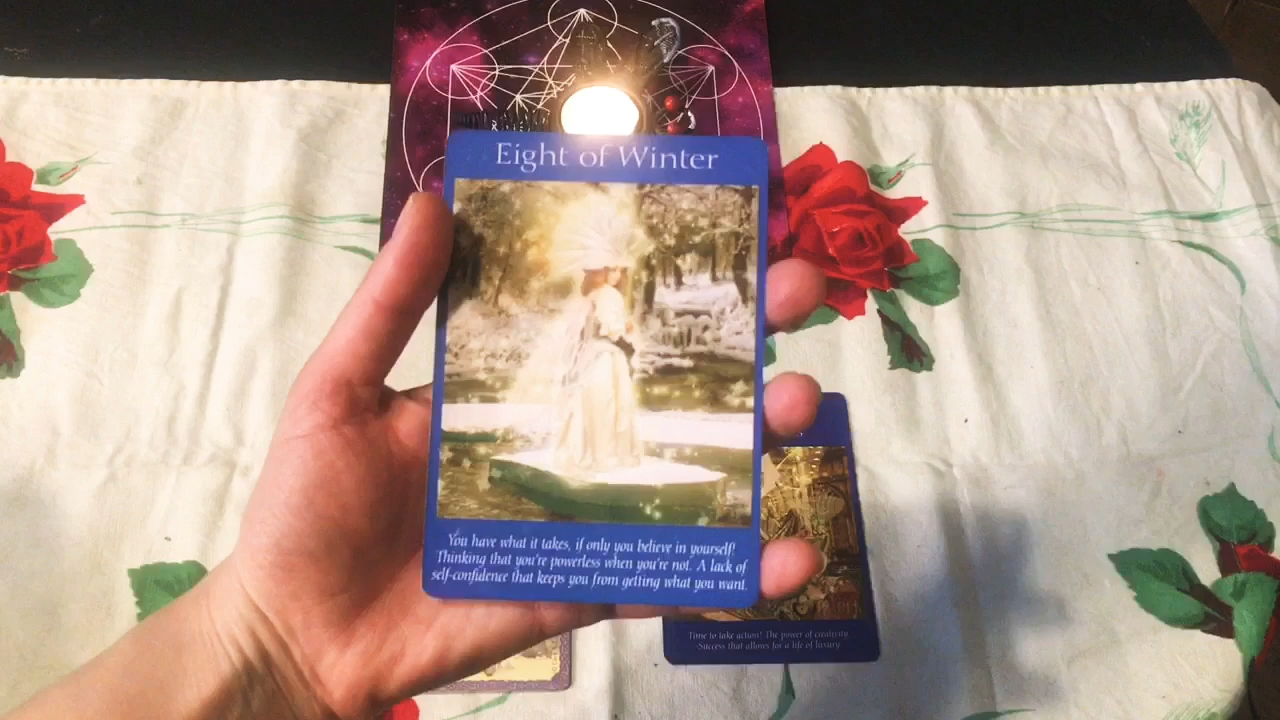 Eight of Winter
You have what it takes, if only you believe in yourself!
Thinking that you're powerless when you're not. A lack of
self-confidence that keeps you from getting what you want.
Time to take action! The power of creativity.
Success that allows for a life of luxury